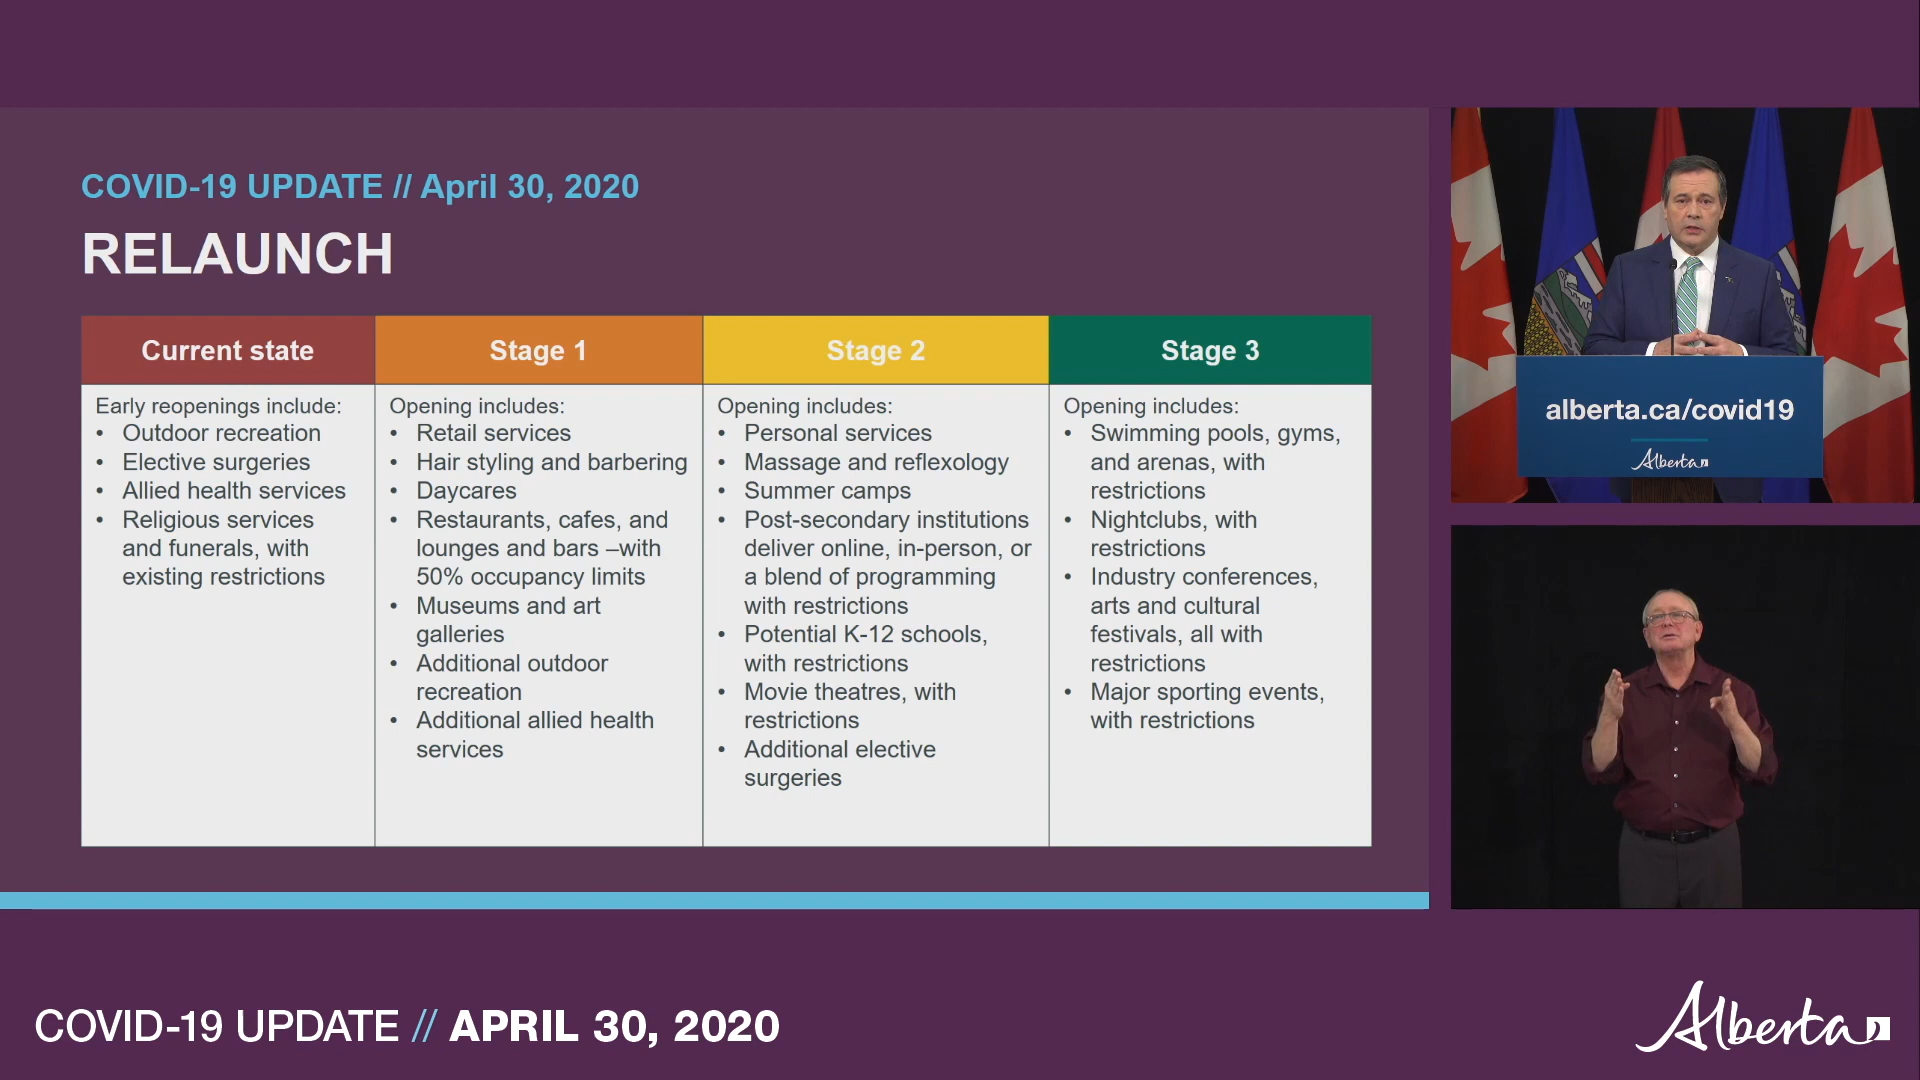 COVID-19 UPDATE // April 30, 2020
RELAUNCH
Current state
Early reopenings include:
• Outdoor recreation
• Elective surgeries
• Allied health services
• Religious services
and funerals, with
existing restrictions
Stage 1
Opening includes:
• Retail services
• Hair styling and barbering
• Daycares
• Restaurants, cafes, and
lounges and bars –with
50% occupancy limits
• Museums and art
galleries
• Additional outdoor
recreation
• Additional allied health
services
Stage 2
Opening includes:
• Personal services
• Massage and reflexology
• Summer camps
• Post-secondary institutions
deliver online, in-person, or
a blend of programming
with restrictions
• Potential K-12 schools,
with restrictions
• Movie theatres, with
restrictions
• Additional elective
surgeries
Stage 3
Opening includes:
• Swimming pools, gyms,
and arenas, with
restrictions
• Nightclubs, with
restrictions
• Industry conferences,
arts and cultural
festivals, all with
restrictions
• Major sporting events,
with restrictions
alberta.ca/covid19
Alberta
COVID-19 UPDATE // APRIL 30, 2020
Alberta